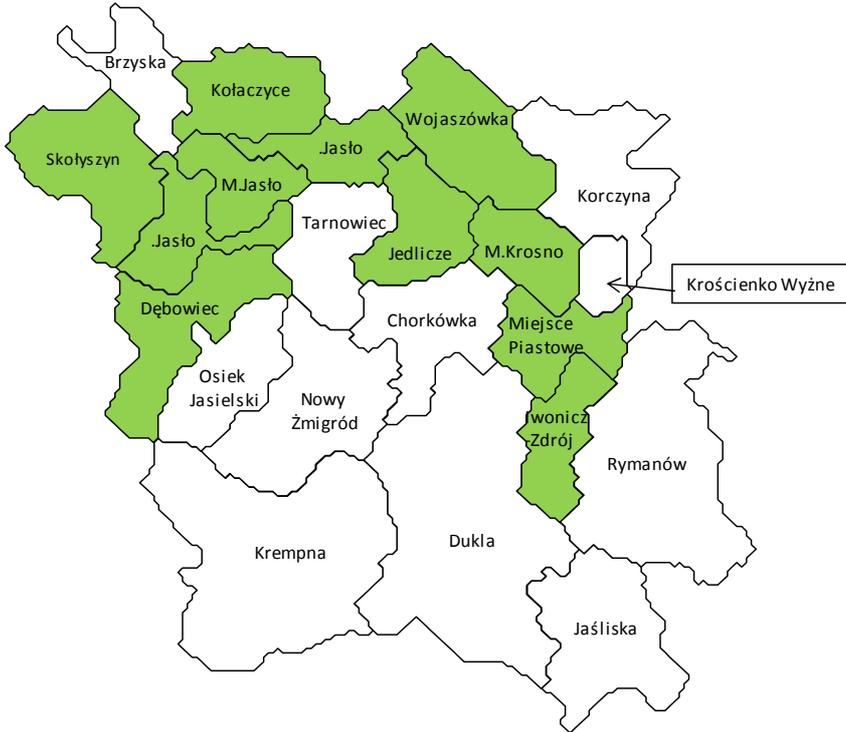 Brzyska
Kołaczyce
Wojaszówka
.Jasło
Skołyszyn
M.Jasło
Korczyna
Tarnowiec
.Jasło
Jedlicze
M.Krosno
Krościenko Wyżne
Dębowiec
Chorkówka
Miejsce
Piastowe
Osiek
Jasielski
Nowy
Żmigród
Iwonicz
-Zdrój
Rymanów
Krempna
Dukla
Jaśliska